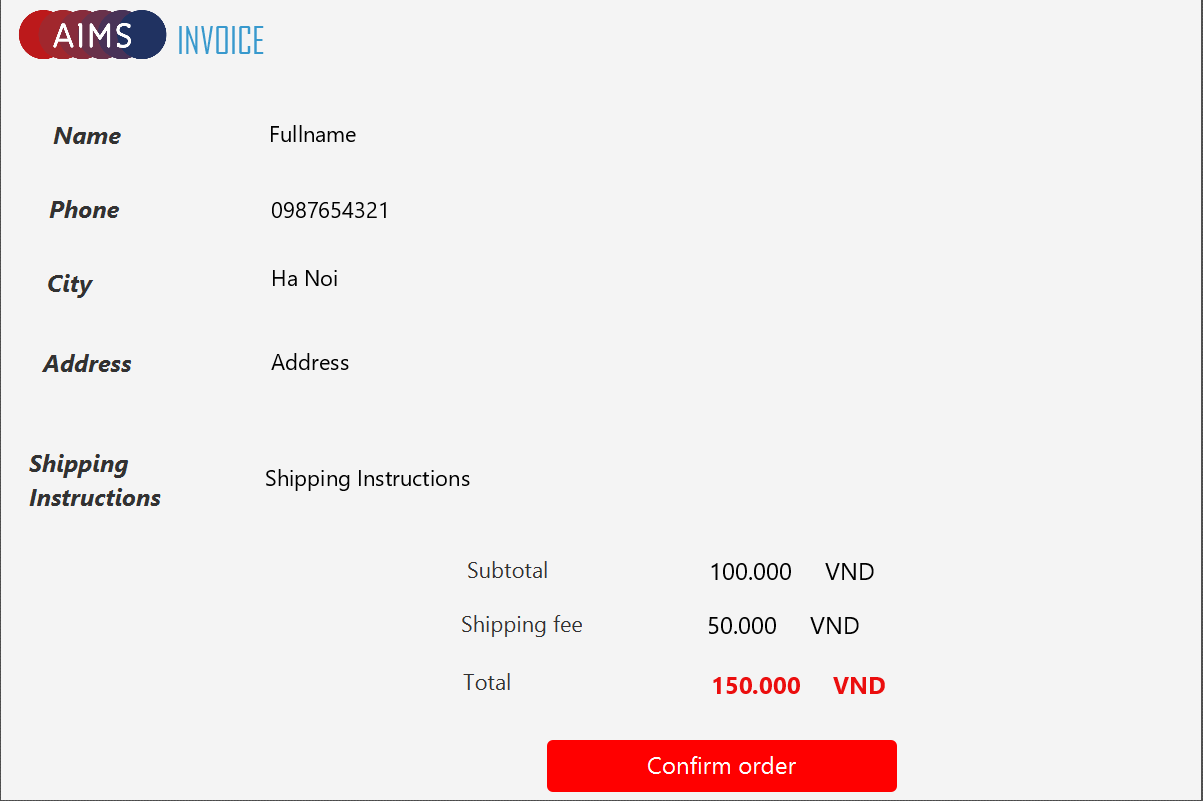 AIMS INVOICE
Name Fullname
Phone 0987654321
City Ha Noi
Address Address
Shipping
Instructions Shipping Instructions
Subtotal 100.000 VND
Shipping fee 50.000 VND
Total 150.000 VND
Confirm order